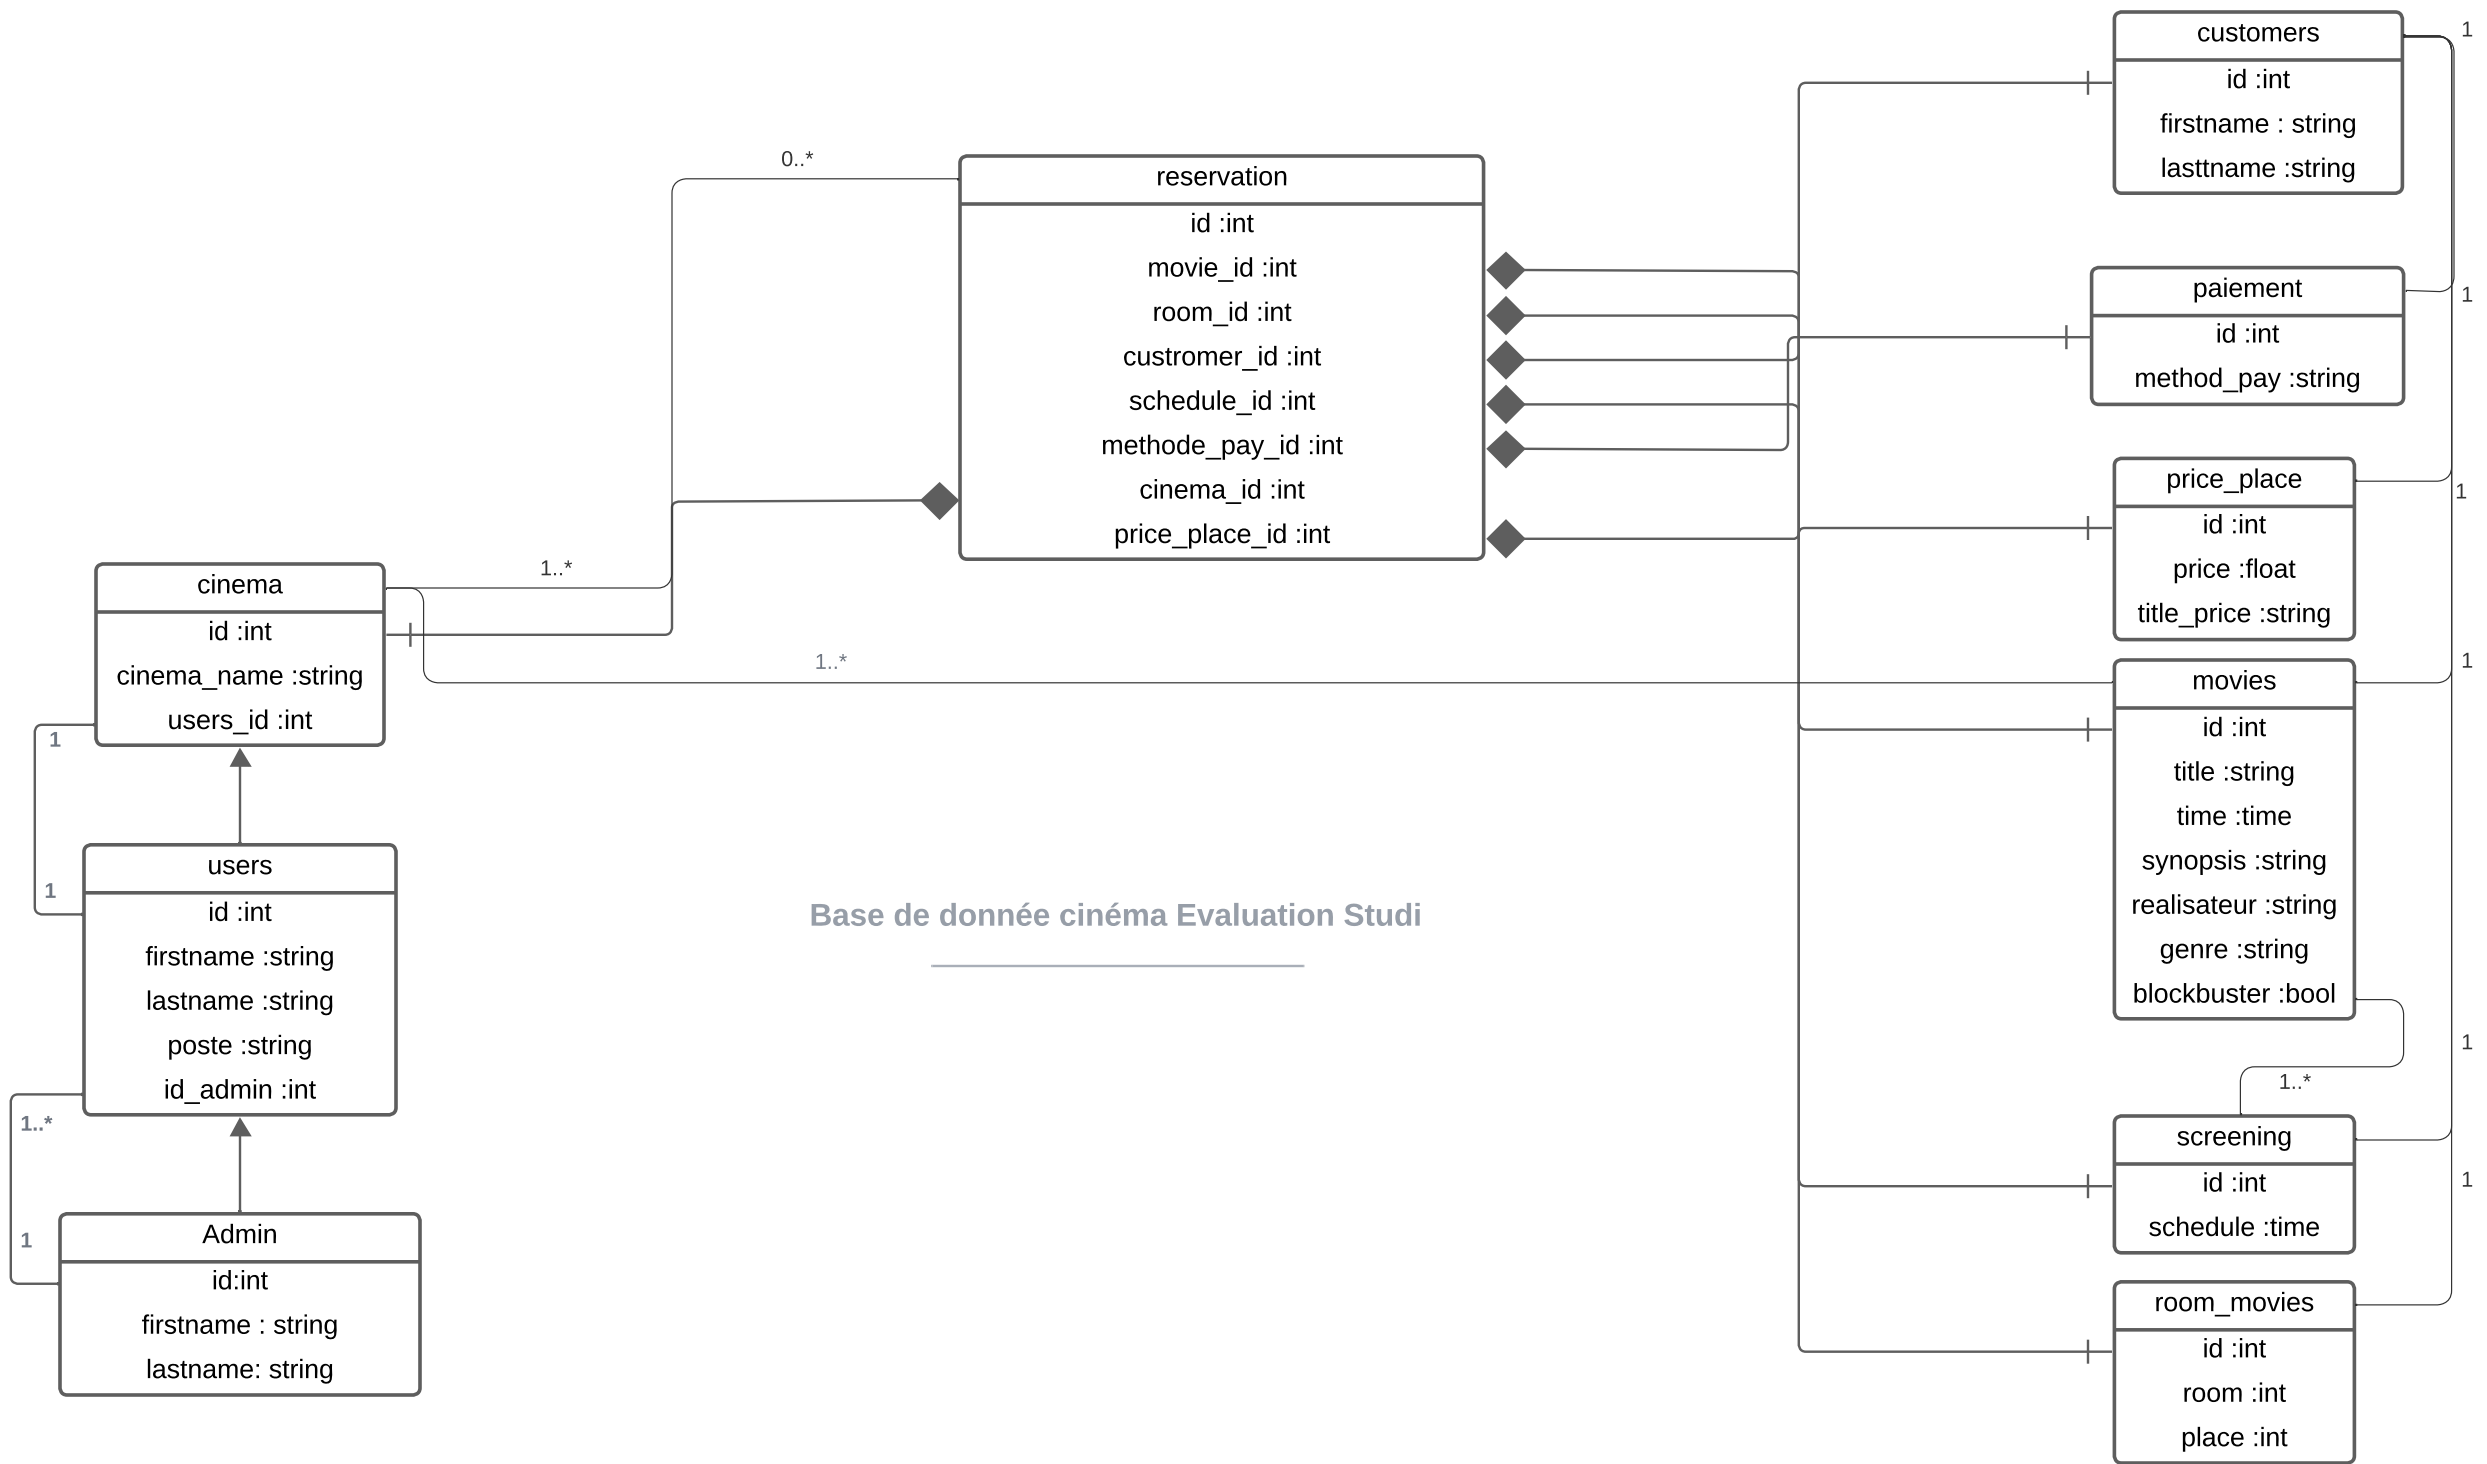 customers
id :int
firstname : string
lasttname :string
1
0..*
reservation
id :int
movie_id :int
room_id :int
custromer_id :int
schedule_id :int
methode_pay_id :int
cinema_id :int
price_place_id :int
paiement
id :int
method_pay :string
1
price_place
id :int
price :float
title_price :string
1
cinema
id :int
cinema_name :string
users_id :int
1..*
1..*
1
1
movies
id :int
title :string
time :time
synopsis :string
realisateur :string
genre :string
blockbuster :bool
1
users
id :int
firstname :string
lastname :string
poste :string
id_admin :int
1
1..*
Base de donnée cinéma Evaluation Studi
1
1..*
screening
id :int
schedule :time
1
Admin
id:int
firstname : string
lastname: string
1
room_movies
id :int
room :int
place :int